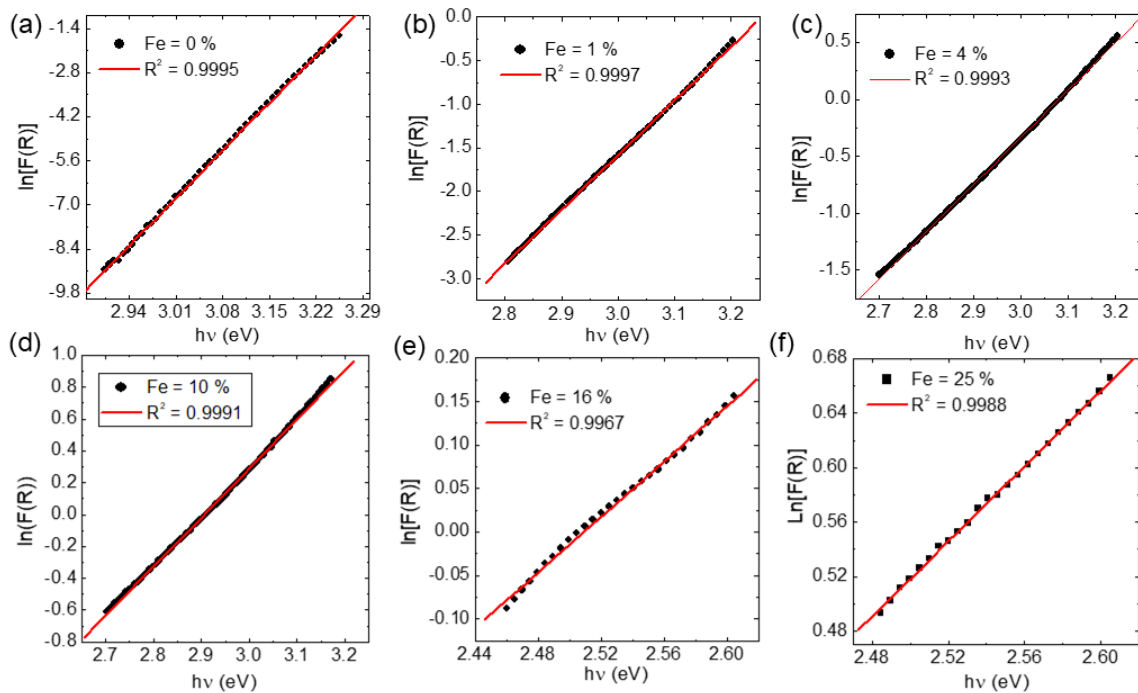 (a)
Fe = 0 %
R² = 0.9995
ln[F(R)]
-1.4
-2.8
-4.2
-5.6
-7.0
-8.4
-9.8
2.94 3.01 3.08 3.15 3.22 3.29
hν (eV)
(b)
Fe = 1 %
R² = 0.9997
ln[F(R)]
0.0
-0.5
-1.0
-1.5
-2.0
-2.5
-3.0
2.8 2.9 3.0 3.1 3.2
hν (eV)
(c)
Fe = 4 %
R² = 0.9993
ln[F(R)]
0.5
0.0
-0.5
-1.0
-1.5
2.7 2.8 2.9 3.0 3.1 3.2
hν (eV)
(d)
Fe = 10 %
R² = 0.9991
ln(F(R))
1.0
0.8
0.6
0.4
0.2
0.0
-0.2
-0.4
-0.6
-0.8
2.7 2.8 2.9 3.0 3.1 3.2
hν (eV)
(e)
Fe = 16 %
R² = 0.9967
ln[F(R)]
0.20
0.15
0.10
0.05
0.00
-0.05
-0.10
2.44 2.48 2.52 2.56 2.60
hν (eV)
(f)
Fe = 25 %
R² = 0.9988
Ln[F(R)]
0.68
0.64
0.60
0.56
0.52
0.48
2.48 2.52 2.56 2.60
hν (eV)